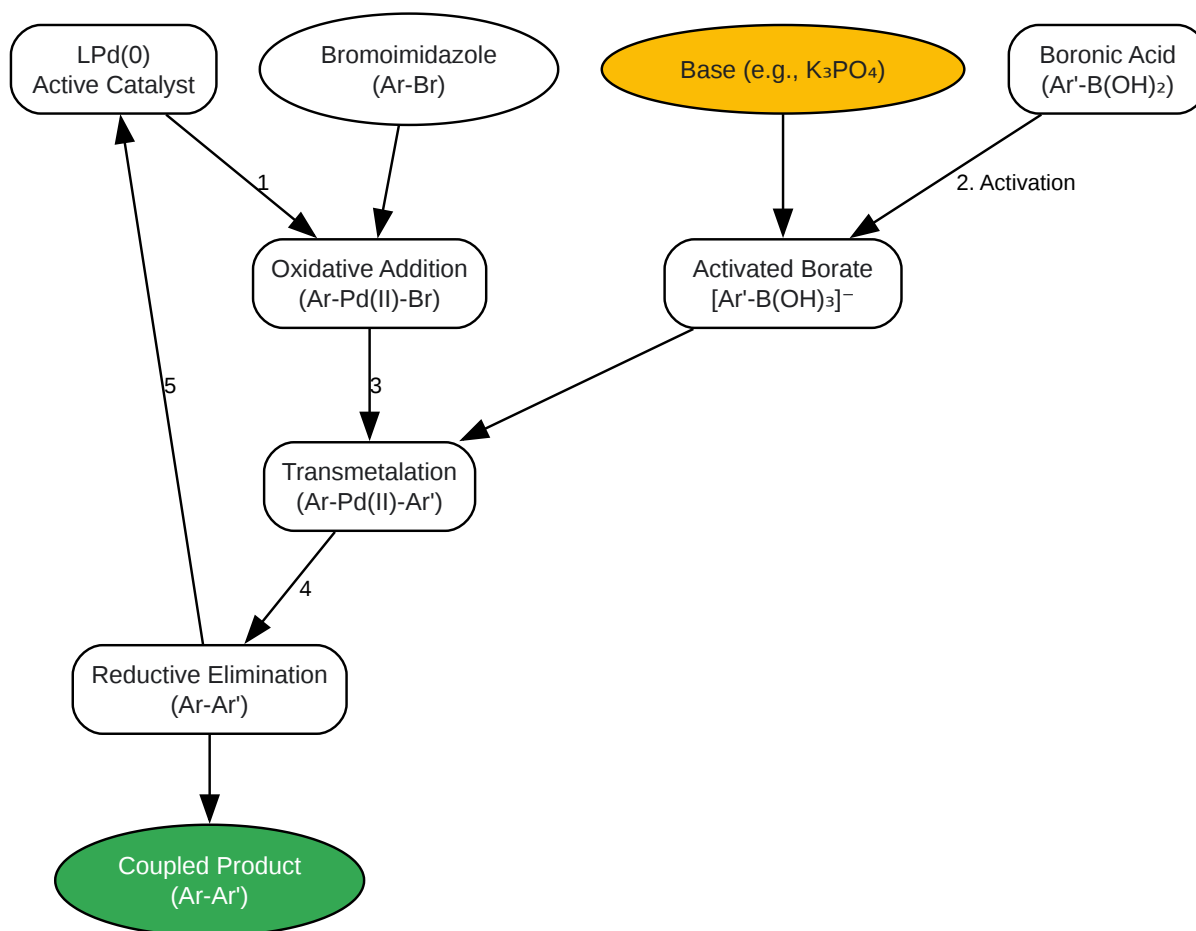 LPd(0)
Active Catalyst
Bromoimidazole
(Ar-Br)
Base (e.g., K₃PO₄)
Boronic Acid
(Ar'-B(OH)₂)
1
2. Activation
Oxidative Addition
(Ar-Pd(II)-Br)
Activated Borate
[Ar'-B(OH)₃]⁻
5
3
Transmetalation
(Ar-Pd(II)-Ar')
4
Reductive Elimination
(Ar-Ar')
Coupled Product
(Ar-Ar')